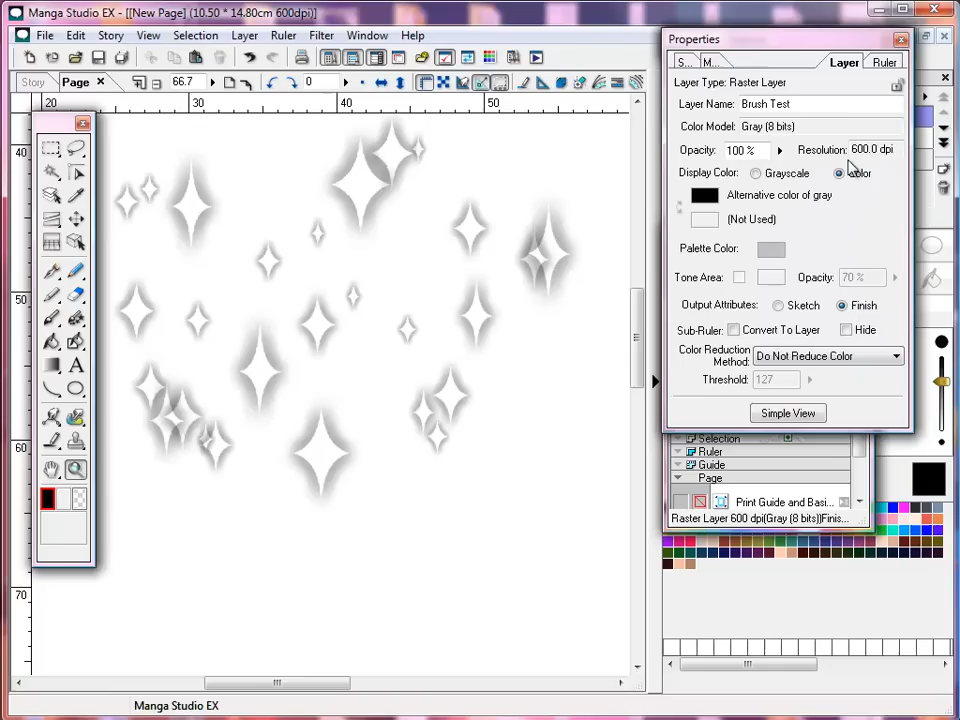 Manga Studio EX - [[New Page] (10.50 * 14.80cm 600dpi)]
File Edit Story View Selection Layer Ruler Filter Window Help
Story Page 66.7 0
20 30 40 50
40
50
60
70
Properties
S... M... Layer Ruler
Layer Type: Raster Layer
Layer Name: Brush Test
Color Model: Gray (8 bits)
Opacity: 100 % Resolution: 600.0 dpi
Display Color: Grayscale Color
Alternative color of gray
(Not Used)
Palette Color:
Tone Area: Opacity: 70 %
Output Attributes: Sketch Finish
Sub-Ruler: Convert To Layer Hide
Color Reduction
Method: Do Not Reduce Color
Threshold: 127
Simple View
Selection
Ruler
Guide
Page
Print Guide and Basi...
Raster Layer 600 dpi(Gray (8 bits))Finis...
Manga Studio EX